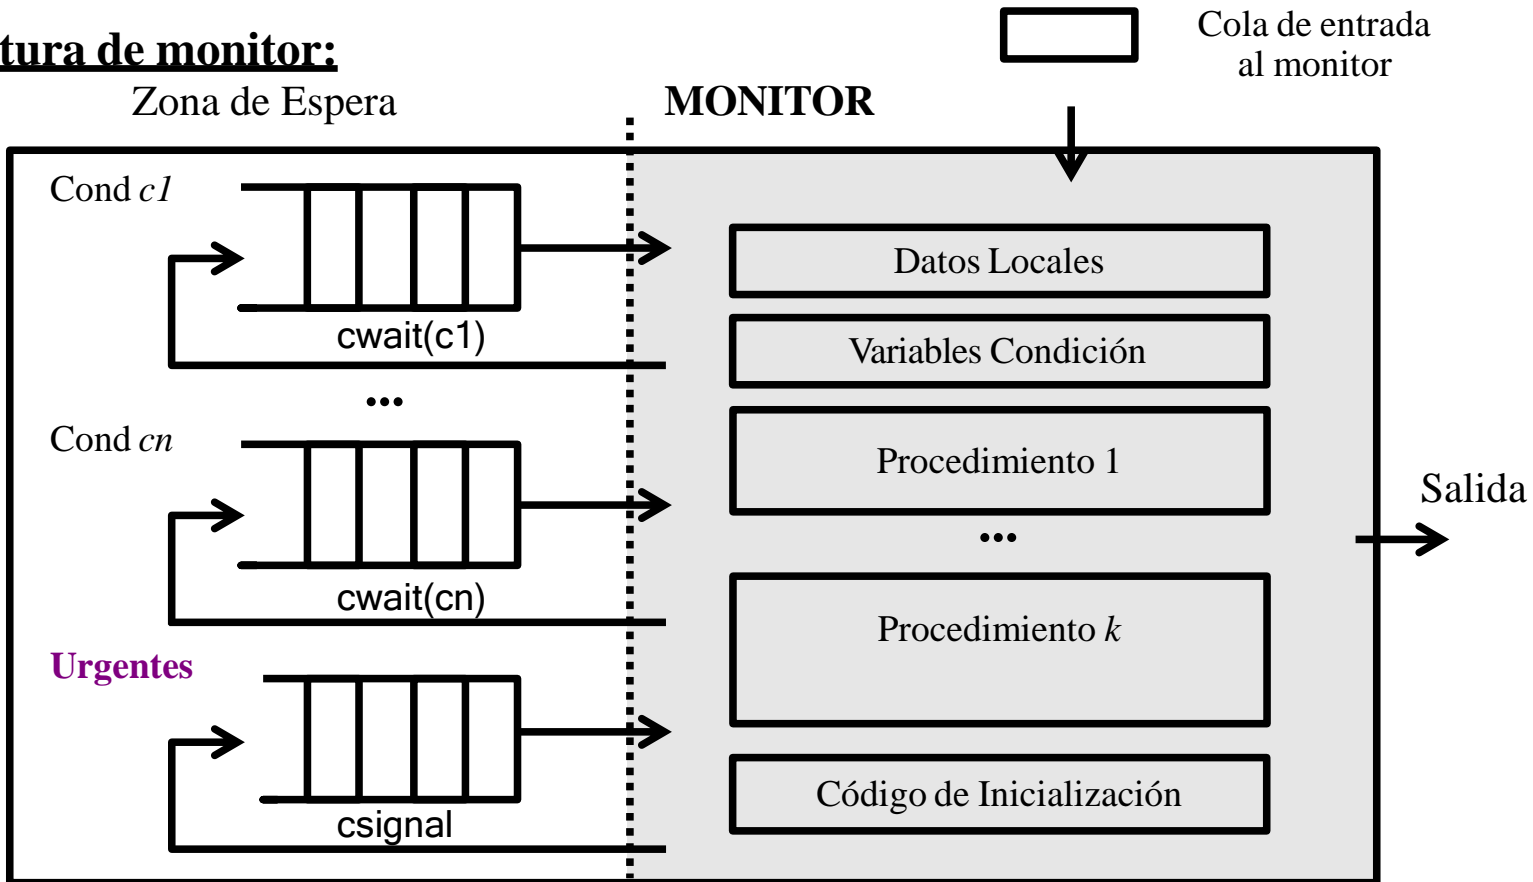 tura de monitor:
Cola de entrada
al monitor
Zona de Espera
MONITOR
Cond c1
cwait(c1)
...
Cond cn
cwait(cn)
Urgentes
csignal
Datos Locales
Variables Condición
Procedimiento 1
...
Procedimiento k
Código de Inicialización
Salida